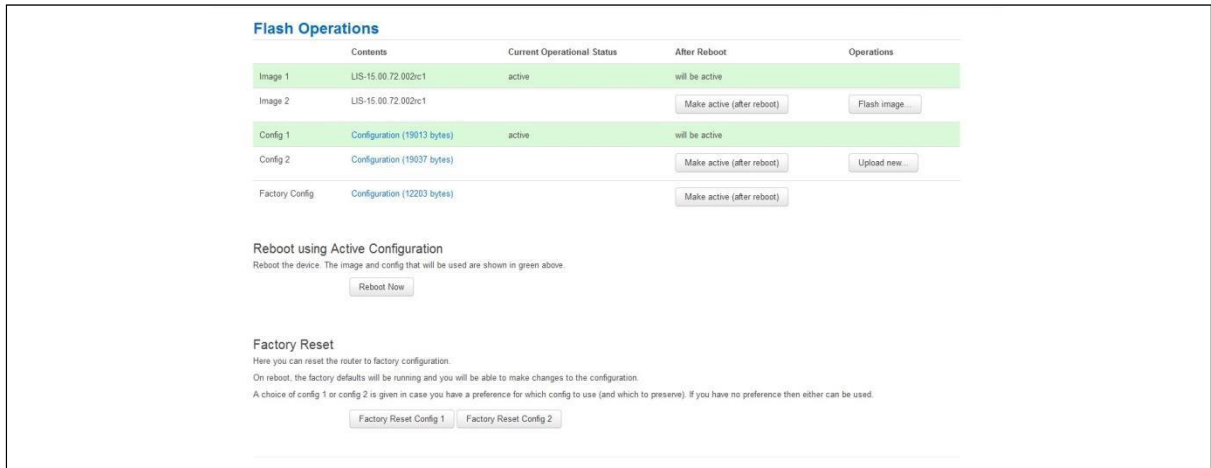 Flash Operations
Contents Current Operational Status After Reboot Operations
Image 1 LIS-15.00.72.002rc1 active will be active
Image 2 LIS-15.00.72.002rc1 Make active (after reboot) Flash image...
Config 1 Configuration (19013 bytes) active will be active
Config 2 Configuration (19037 bytes) Make active (after reboot) Upload new...
Factory Config Configuration (12203 bytes) Make active (after reboot)
Reboot using Active Configuration
Reboot the device. The image and config that will be used are shown in green above.
Reboot Now
Factory Reset
Here you can reset the router to factory configuration.
On reboot, the factory defaults will be running and you will be able to make changes to the configuration.
A choice of config 1 or config 2 is given in case you have a preference for which config to use (and which to preserve). If you have no preference then either can be used.
Factory Reset Config 1 Factory Reset Config 2